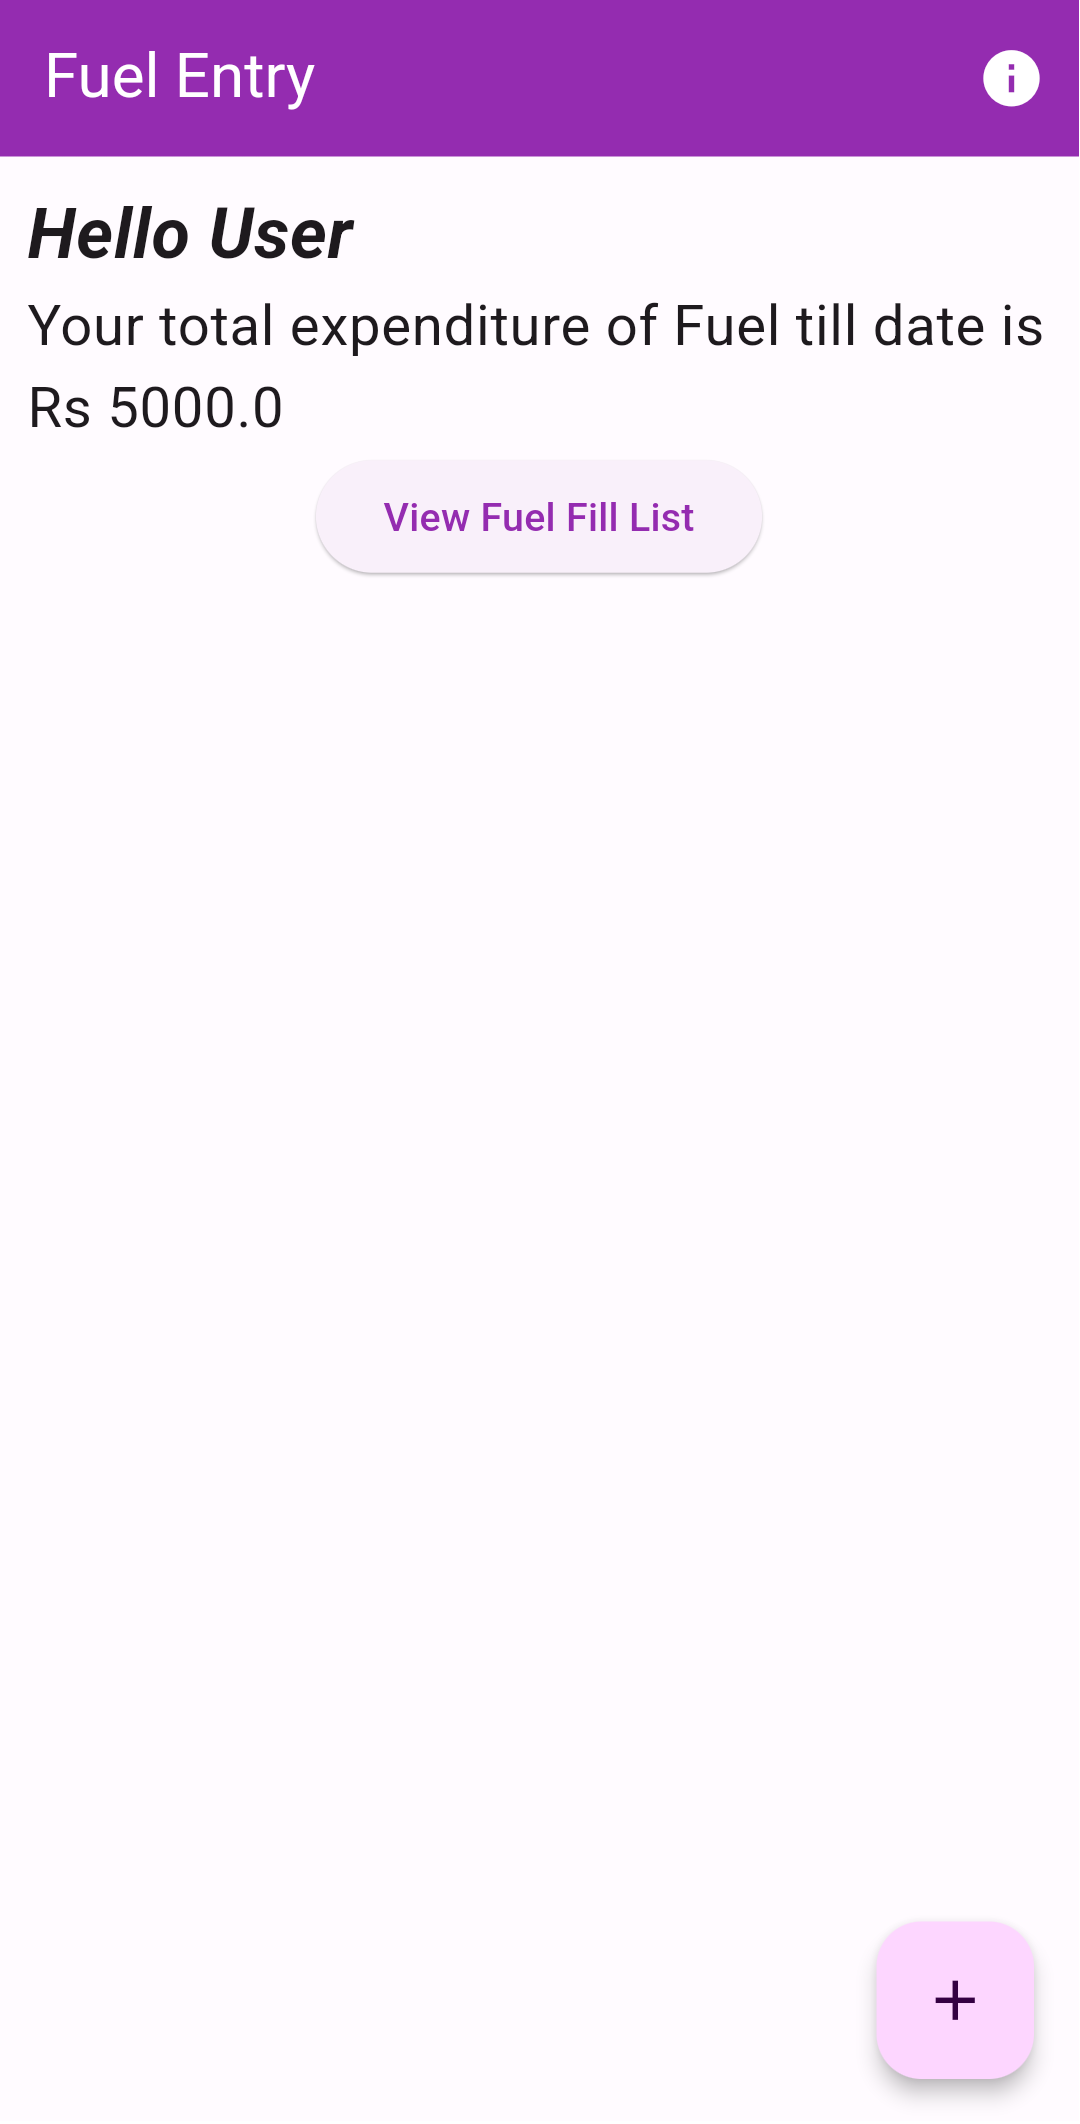 Fuel Entry
Hello User
Your total expenditure of Fuel till date is
Rs 5000.0
View Fuel Fill List